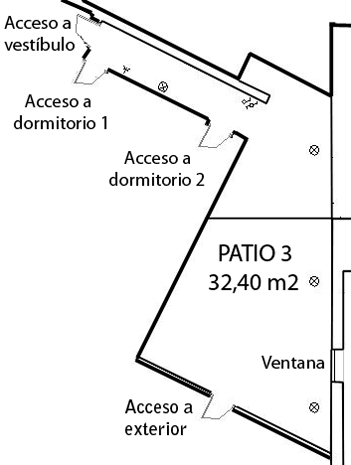 Acceso a
vestíbulo
Acceso a
dormitorio 1
Acceso a
dormitorio 2
PATIO 3
32,40 m2
Ventana
Acceso a
exterior